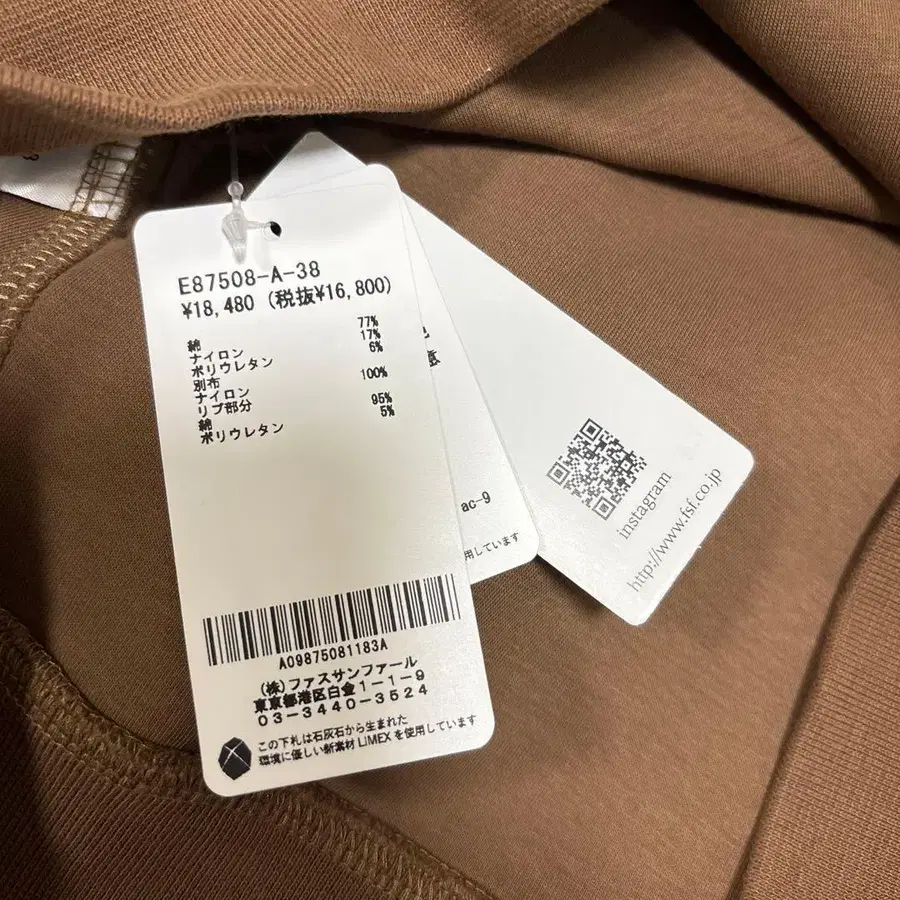 E87508-A-38
¥18,480 (税抜¥16,800)
綿 77%
ナイロン 17%
ポリウレタン 6%
別布
ナイロン 100%
リブ部分
綿 95%
ポリウレタン 5%
A09875081183A
(株)ファスサンファール
東京都港区白金1-1-9
03-3440-3524
この下札は石灰石から生まれた
環境に優しい新素材 LiMEX を使用しています
ac-9
用しています
instagram
http://www.fsf.co.jp